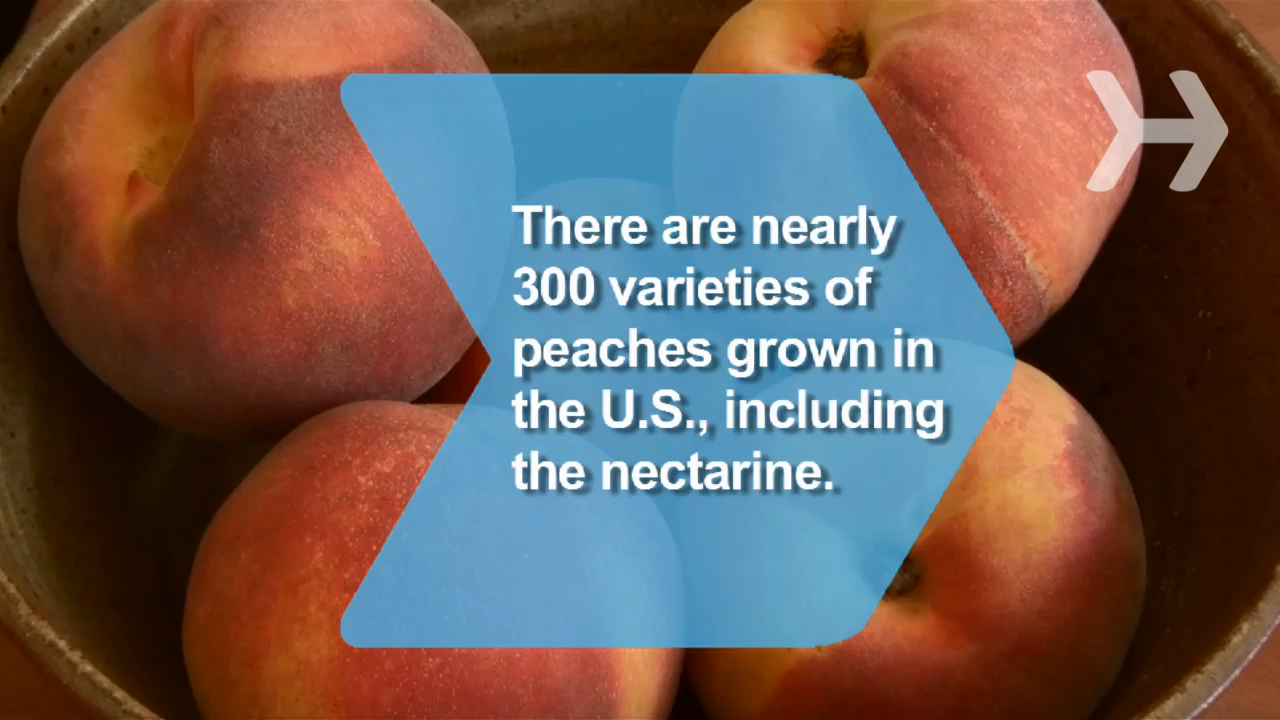 There are nearly
300 varieties of
peaches grown in
the U.S., including
the nectarine.